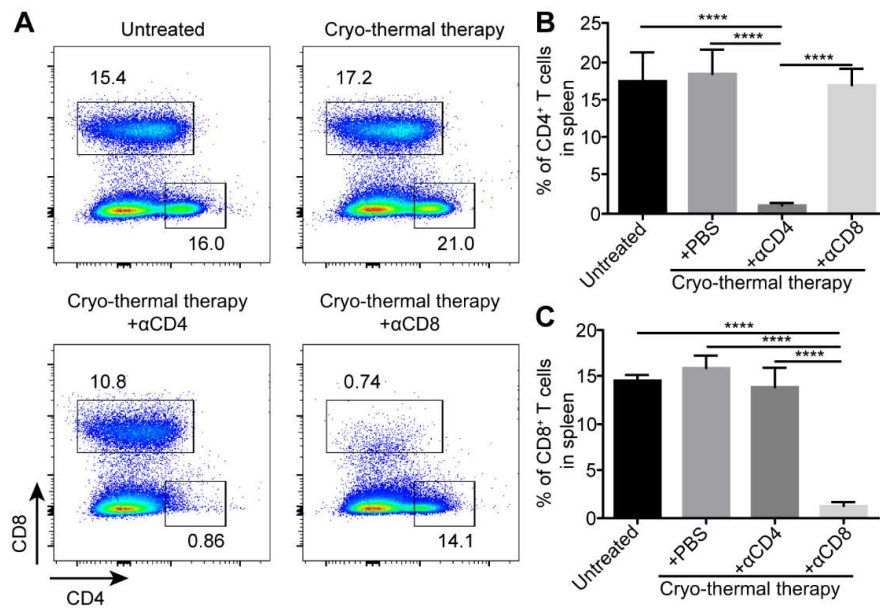 A
Untreated
Cryo-thermal therapy
15.4
17.2
16.0
21.0
Cryo-thermal therapy
+αCD4
Cryo-thermal therapy
+αCD8
10.8
0.74
0.86
14.1
CD8
CD4
B
% of CD4⁺ T cells
in spleen
25
20
15
10
5
0
****
****
****
Untreated
+PBS
+αCD4
+αCD8
Cryo-thermal therapy
C
% of CD8⁺ T cells
in spleen
20
15
10
5
0
****
****
****
Untreated
+PBS
+αCD4
+αCD8
Cryo-thermal therapy